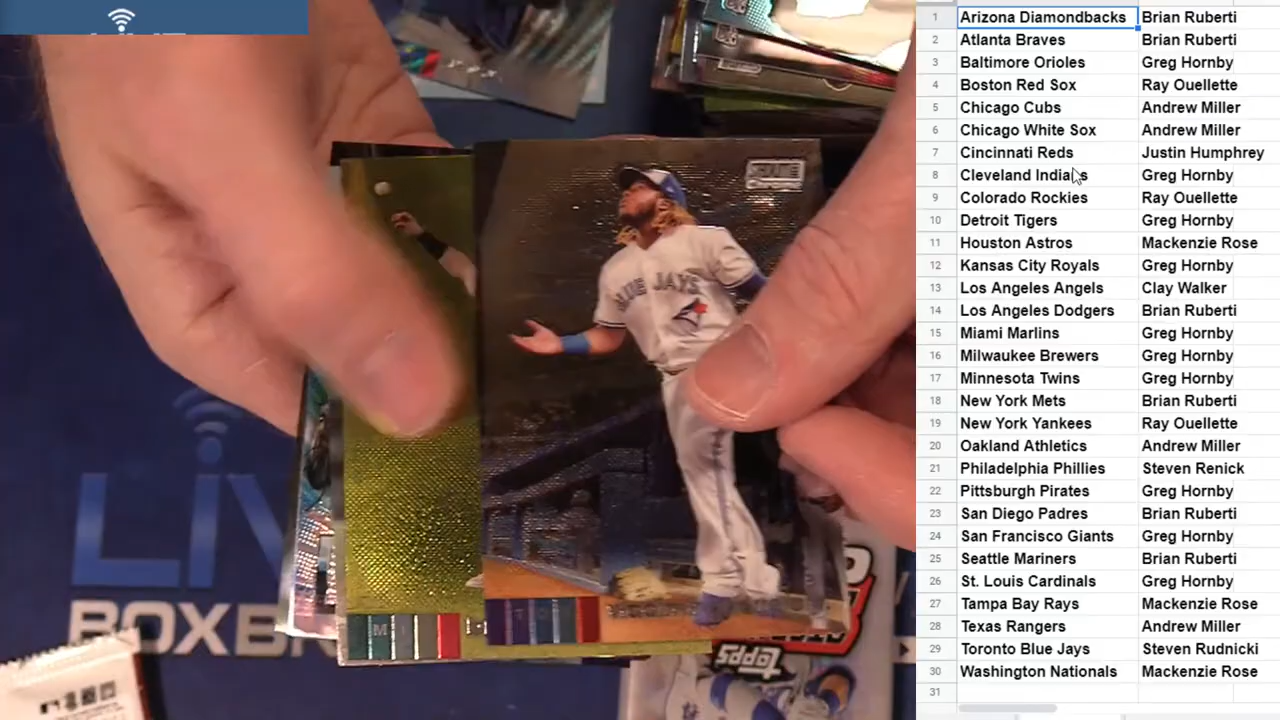 1 Arizona Diamondbacks Brian Ruberti
2 Atlanta Braves Brian Ruberti
3 Baltimore Orioles Greg Hornby
4 Boston Red Sox Ray Ouellette
5 Chicago Cubs Andrew Miller
6 Chicago White Sox Andrew Miller
7 Cincinnati Reds Justin Humphrey
8 Cleveland Indians Greg Hornby
9 Colorado Rockies Ray Ouellette
10 Detroit Tigers Greg Hornby
11 Houston Astros Mackenzie Rose
12 Kansas City Royals Greg Hornby
13 Los Angeles Angels Clay Walker
14 Los Angeles Dodgers Brian Ruberti
15 Miami Marlins Greg Hornby
16 Milwaukee Brewers Greg Hornby
17 Minnesota Twins Greg Hornby
18 New York Mets Brian Ruberti
19 New York Yankees Ray Ouellette
20 Oakland Athletics Andrew Miller
21 Philadelphia Phillies Steven Renick
22 Pittsburgh Pirates Greg Hornby
23 San Diego Padres Brian Ruberti
24 San Francisco Giants Greg Hornby
25 Seattle Mariners Brian Ruberti
26 St. Louis Cardinals Greg Hornby
27 Tampa Bay Rays Mackenzie Rose
28 Texas Rangers Andrew Miller
29 Toronto Blue Jays Steven Rudnicki
30 Washington Nationals Mackenzie Rose
31
BLUE JAYS
LIV
BOXB
topps